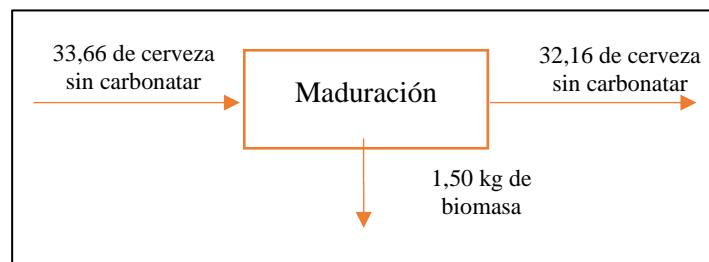 33,66 de cerveza
sin carbonatar
Maduración
32,16 de cerveza
sin carbonatar
1,50 kg de
biomasa